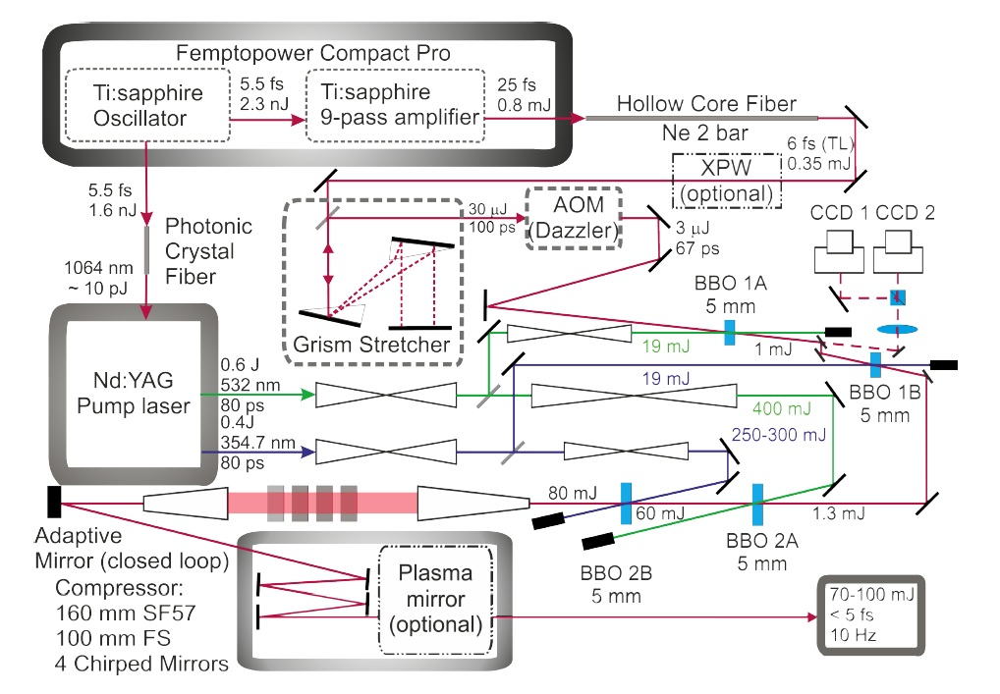 Femptopower Compact Pro
Ti:sapphire
Oscillator
5.5 fs
2.3 nJ
Ti:sapphire
9-pass amplifier
25 fs
0.8 mJ
Hollow Core Fiber
Ne 2 bar
6 fs (TL)
0.35 mJ
XPW
(optional)
5.5 fs
1.6 nJ
Photonic
Crystal
Fiber
1064 nm
~ 10 pJ
30 µJ
100 ps
AOM
(Dazzler)
3 µJ
67 ps
CCD 1
CCD 2
Grism Stretcher
BBO 1A
5 mm
19 mJ
1 mJ
Nd:YAG
Pump laser
0.6 J
532 nm
80 ps
0.4J
354.7 nm
80 ps
19 mJ
BBO 1B
5 mm
400 mJ
250-300 mJ
80 mJ
60 mJ
1.3 mJ
BBO 2A
5 mm
BBO 2B
5 mm
Adaptive
Mirror (closed loop)
Compressor:
160 mm SF57
100 mm FS
4 Chirped Mirrors
Plasma
mirror
(optional)
70-100 mJ
< 5 fs
10 Hz